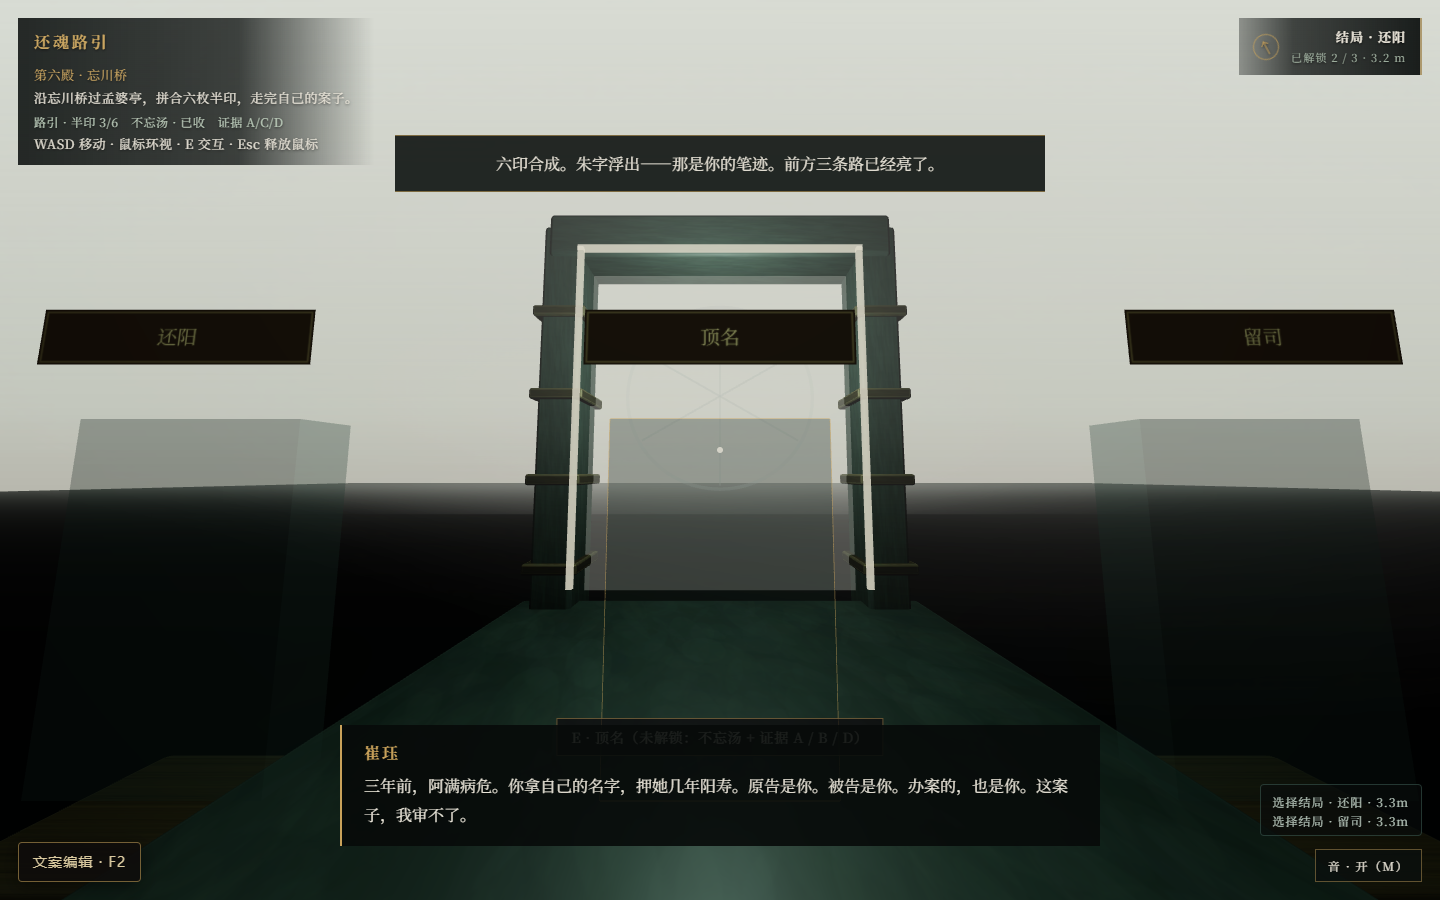 还魂路引
第六殿 · 忘川桥
沿忘川桥过孟婆亭，拼合六枚半印，走完自己的案子。
路引 · 半印 3/6　不忘汤 · 已收　证据 A/C/D
WASD 移动 · 鼠标环视 · E 交互 · Esc 释放鼠标
结局 · 还阳
已解锁 2 / 3 · 3.2 m
六印合成。朱字浮出——那是你的笔迹。前方三条路已经亮了。
还阳
顶名
留司
E · 顶名（未解锁：不忘汤 + 证据 A / B / D）
崔珏
三年前，阿满病危。你拿自己的名字，押她几年阳寿。原告是你。被告是你。办案的，也是你。这案
子，我审不了。
选择结局 · 还阳 · 3.3m
选择结局 · 留司 · 3.3m
文案编辑 · F2
音 · 开（M）